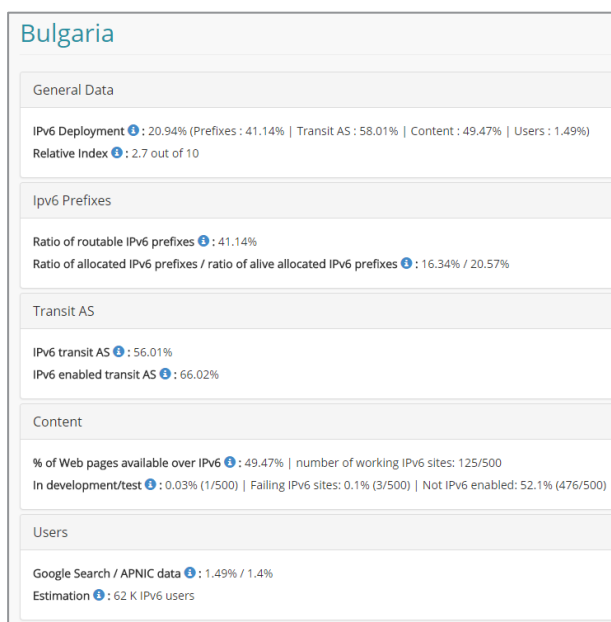 Bulgaria
General Data
IPv6 Deployment : 20.94% (Prefixes : 41.14% | Transit AS : 58.01% | Content : 49.47% | Users : 1.49%)
Relative Index : 2.7 out of 10
Ipv6 Prefixes
Ratio of routable IPv6 prefixes : 41.14%
Ratio of allocated IPv6 prefixes / ratio of alive allocated IPv6 prefixes : 16.34% / 20.57%
Transit AS
IPv6 transit AS : 56.01%
IPv6 enabled transit AS : 66.02%
Content
% of Web pages available over IPv6 : 49.47% | number of working IPv6 sites: 125/500
In development/test : 0.03% (1/500) | Failing IPv6 sites: 0.1% (3/500) | Not IPv6 enabled: 52.1% (476/500)
Users
Google Search / APNIC data : 1.49% / 1.4%
Estimation : 62 K IPv6 users